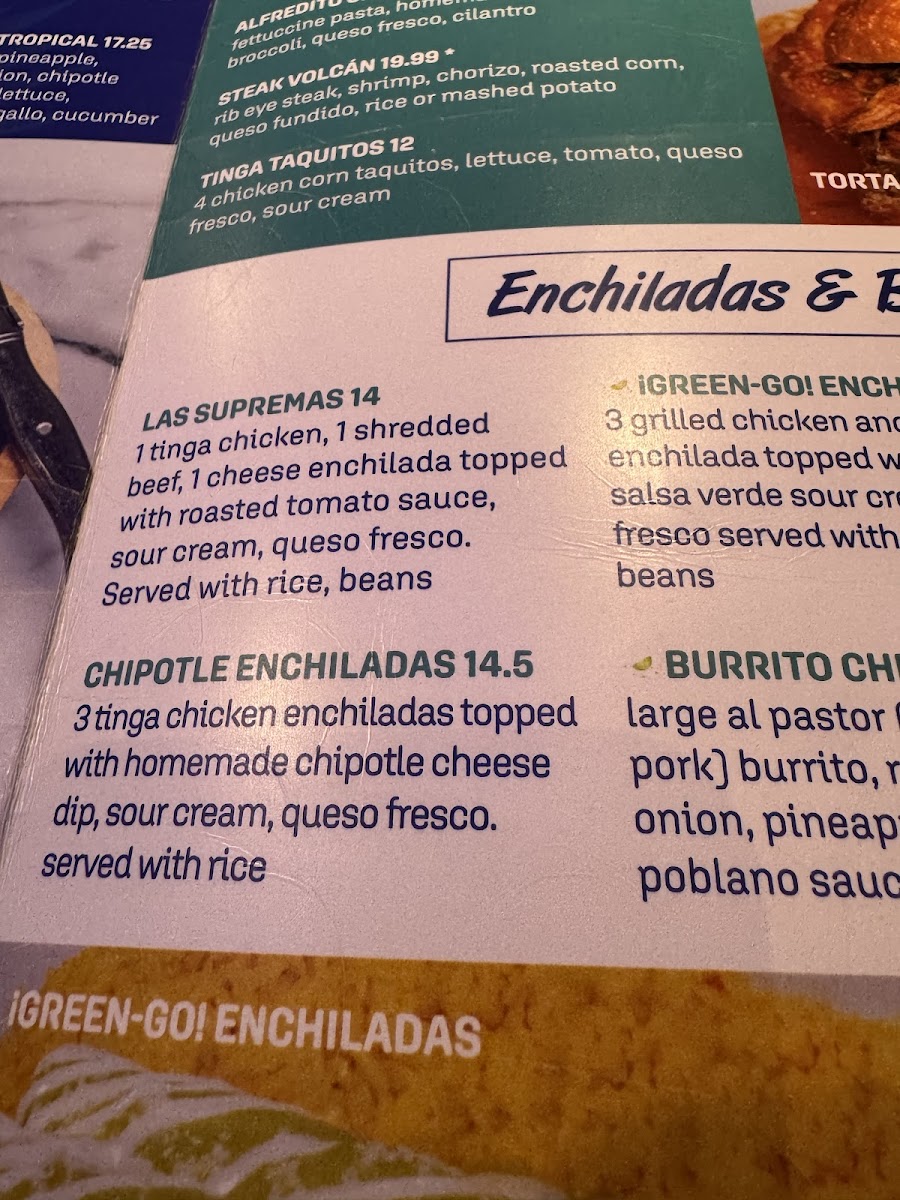 TROPICAL 17.25
pineapple,
chipotle
lettuce,
gallo, cucumber
ALFREDITO
fettuccine pasta,
broccoli, queso fresco, cilantro
STEAK VOLCÁN 19.99 *
rib eye steak, shrimp, chorizo, roasted corn,
queso fundido, rice or mashed potato
TINGA TAQUITOS 12
4 chicken corn taquitos, lettuce, tomato, queso
fresco, sour cream
TORTA
Enchiladas &
LAS SUPREMAS 14
1 tinga chicken, 1 shredded
beef, 1 cheese enchilada topped
with roasted tomato sauce,
sour cream, queso fresco.
Served with rice, beans
CHIPOTLE ENCHILADAS 14.5
3 tinga chicken enchiladas topped
with homemade chipotle cheese
dip, sour cream, queso fresco.
served with rice
¡GREEN-GO! ENCH
3 grilled chicken and
enchilada topped w
salsa verde sour cre
fresco served with
beans
BURRITO CH
large al pastor
pork) burrito,
onion, pineap
poblano sauc
¡GREEN-GO! ENCHILADAS